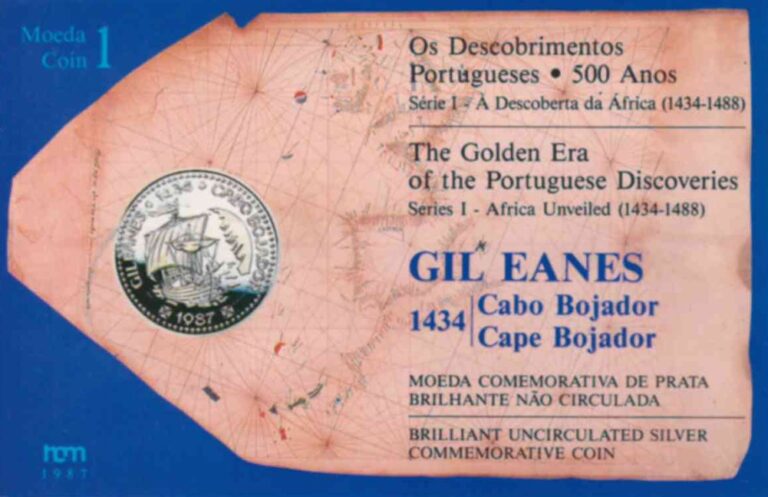 Moeda
Coin 1
Os Descobrimentos
Portugueses • 500 Anos
Série I - À Descoberta da África (1434-1488)
The Golden Era
of the Portuguese Discoveries
Series I - Africa Unveiled (1434-1488)
GIL EANES • 1434 • CABO BOJADOR
1987
GIL EANES
1434
Cabo Bojador
Cape Bojador
MOEDA COMEMORATIVA DE PRATA
BRILHANTE NÃO CIRCULADA
BRILLIANT UNCIRCULATED SILVER
COMMEMORATIVE COIN
incm
1987